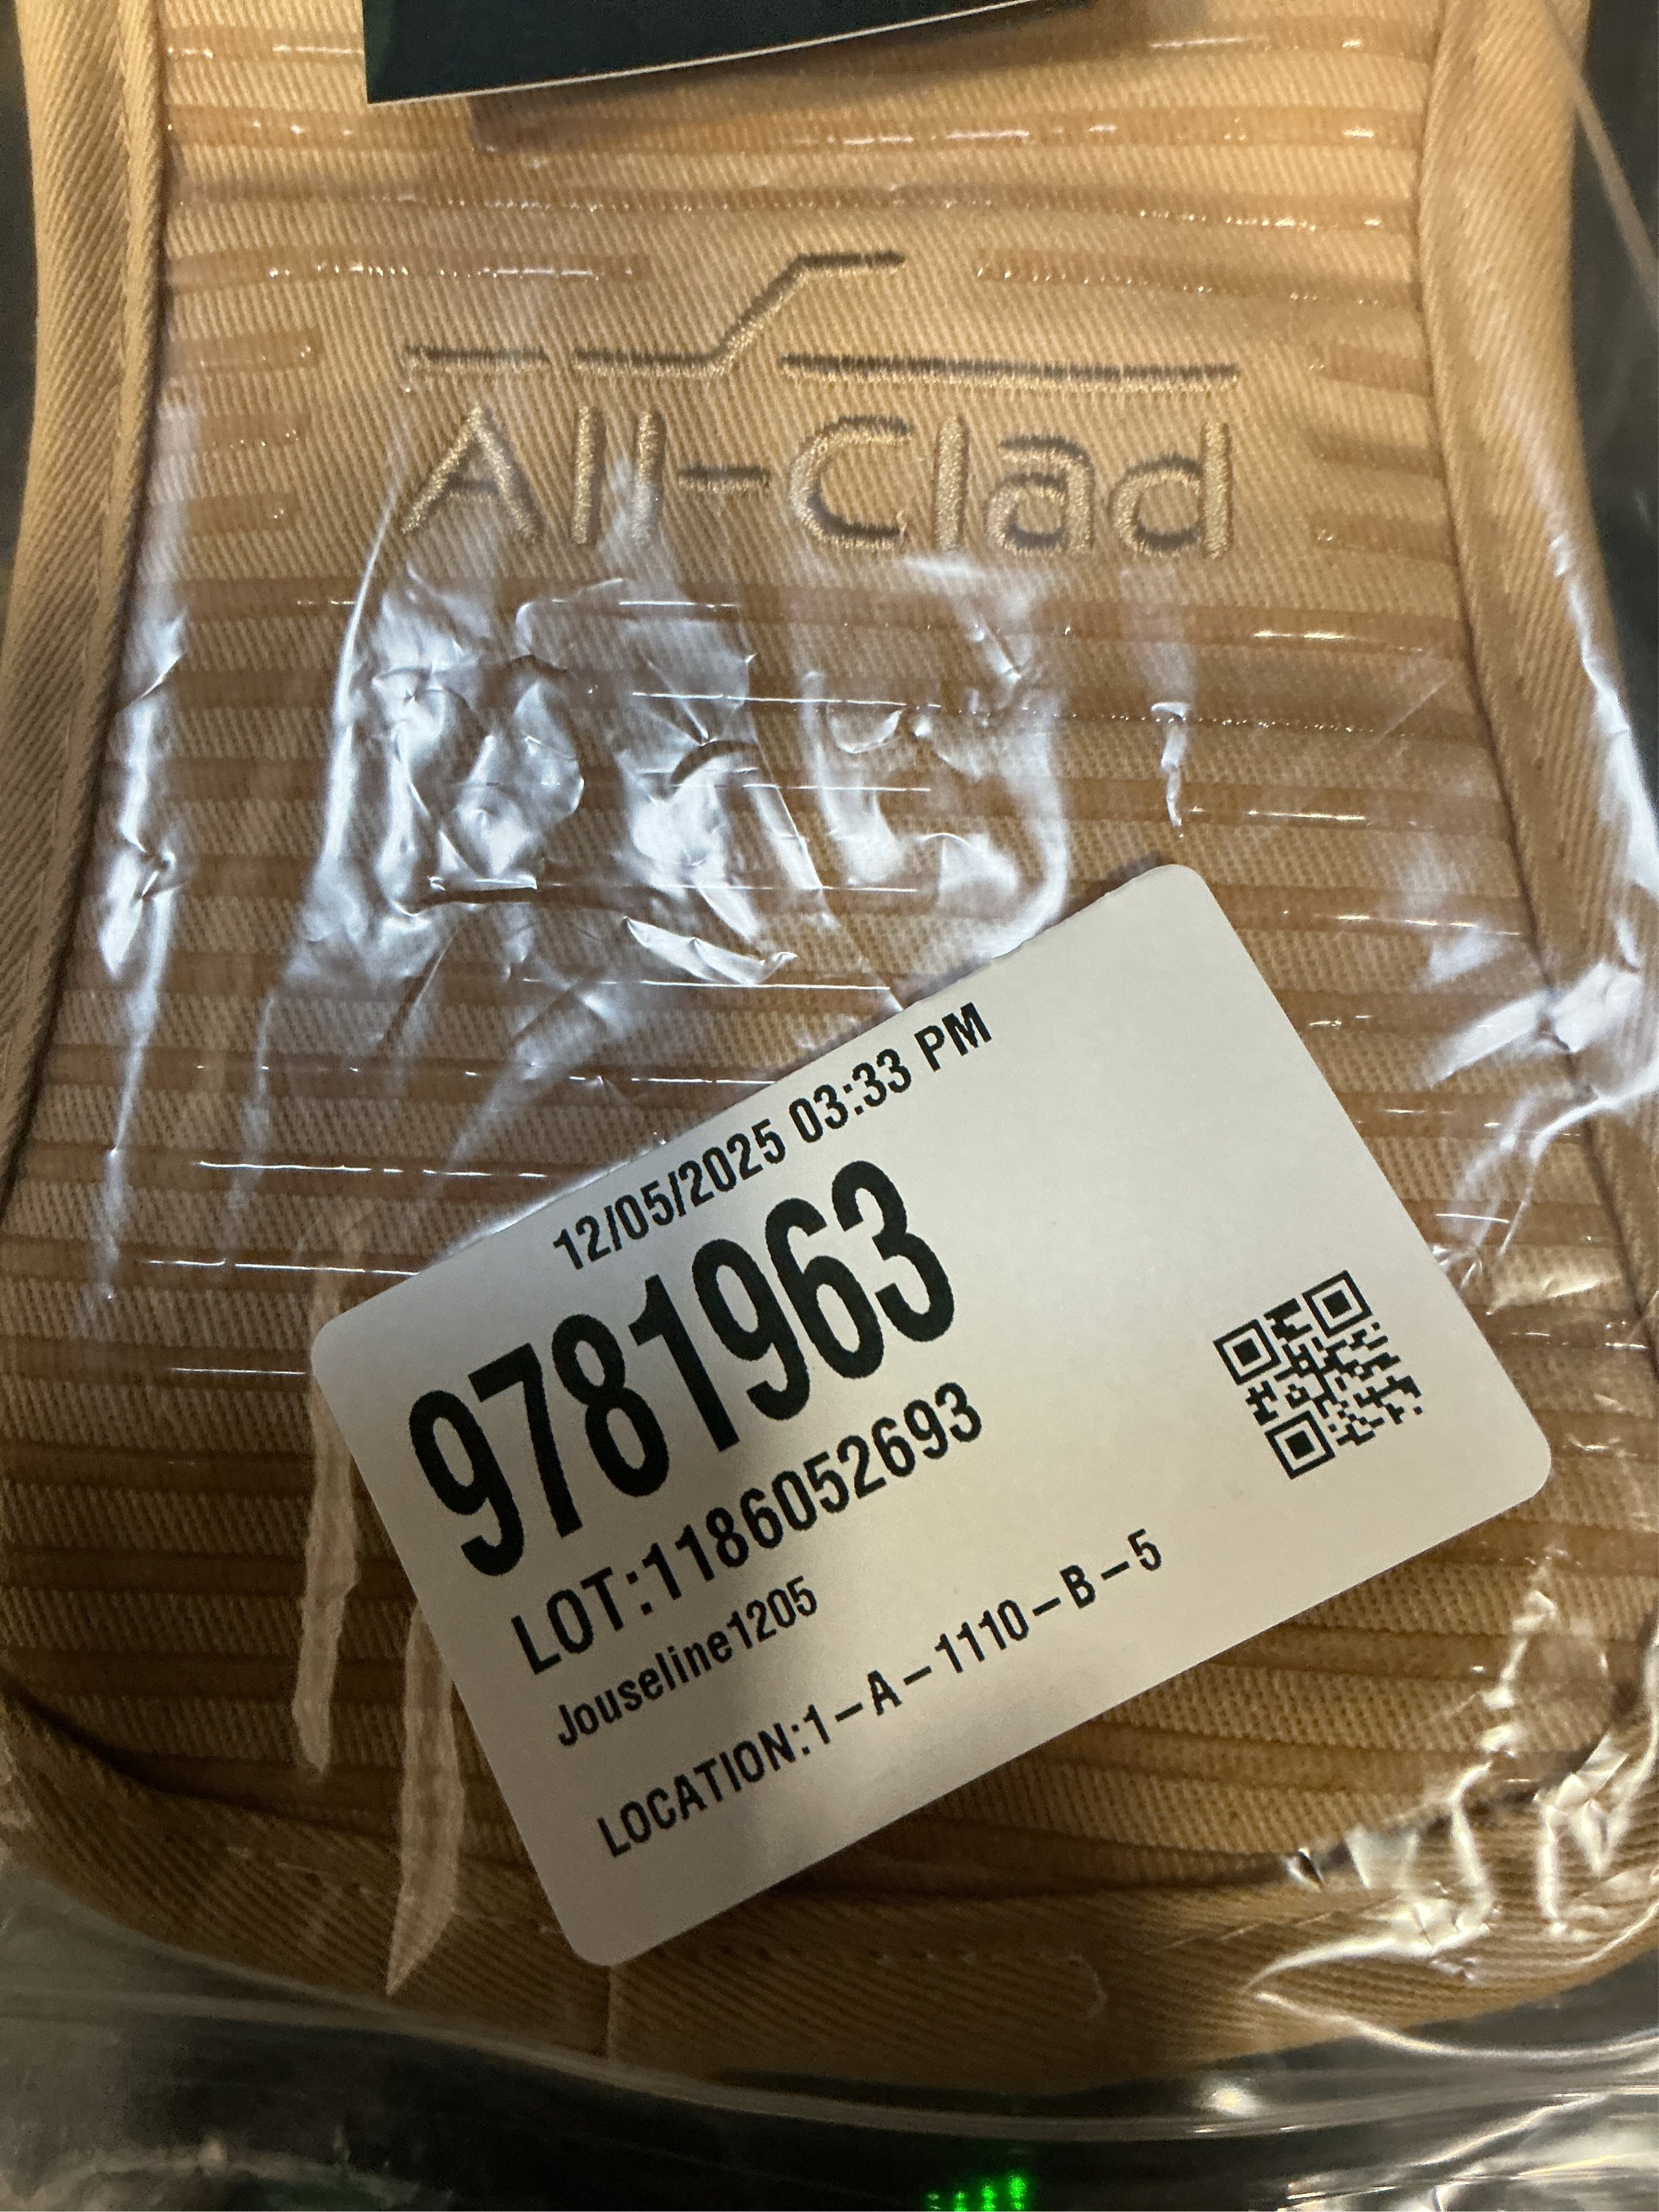 All-Clad
12/05/2025 03:33 PM
9781963
LOT:1186052693
Jouseline1205
LOCATION:1-A-1110-B-5